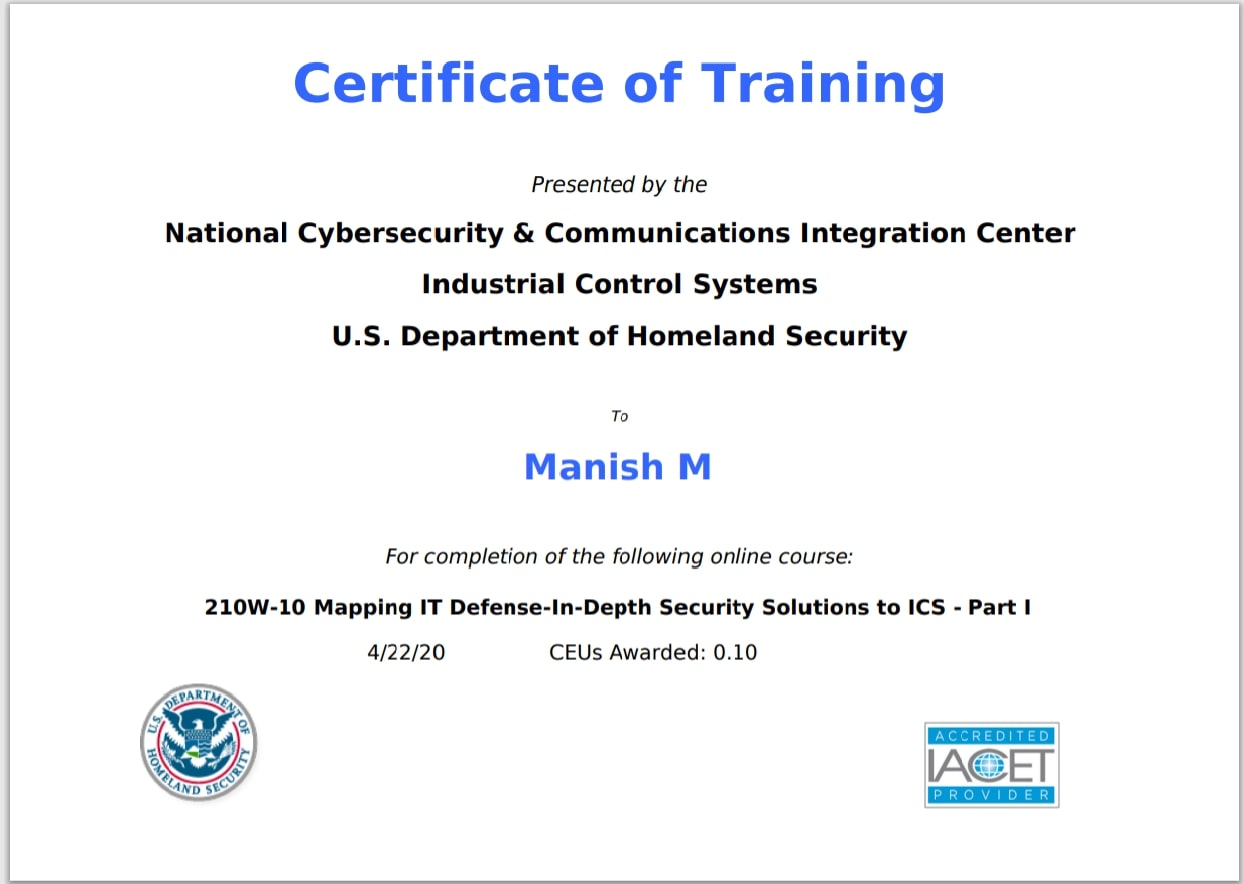 Certificate of Training
Presented by the
National Cybersecurity & Communications Integration Center
Industrial Control Systems
U.S. Department of Homeland Security
To
Manish M
For completion of the following online course:
210W-10 Mapping IT Defense-In-Depth Security Solutions to ICS - Part I
4/22/20 CEUs Awarded: 0.10
U.S. DEPARTMENT OF
HOMELAND SECURITY
ACCREDITED
IACET
PROVIDER